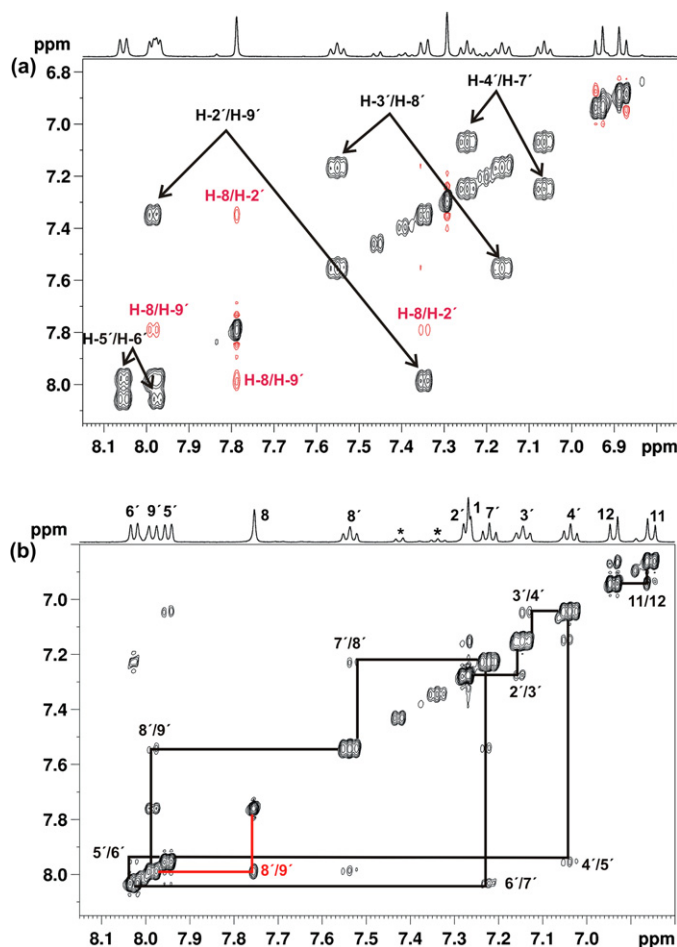 ppm
(a)
6.8
7.0
7.2
7.4
7.6
7.8
8.0
H-4´/H-7´
H-3´/H-8´
H-2´/H-9´
H-8/H-2´
H-8/H-9´
H-8/H-2´
H-5´/H-6´
H-8/H-9´
8.1 8.0 7.9 7.8 7.7 7.6 7.5 7.4 7.3 7.2 7.1 7.0 6.9 ppm
6´ 9´ 5´ 8 8´ * * 2´ 1 7´ 3´ 4´ 12 11
ppm
(b)
7.0
7.2
7.4
7.6
7.8
8.0
3´/4´
11/12
7´/8´
2´/3´
8´/9´
5´/6´
8´/9´
4´/5´
6´/7´
8.1 8.0 7.9 7.8 7.7 7.6 7.5 7.4 7.3 7.2 7.1 7.0 ppm